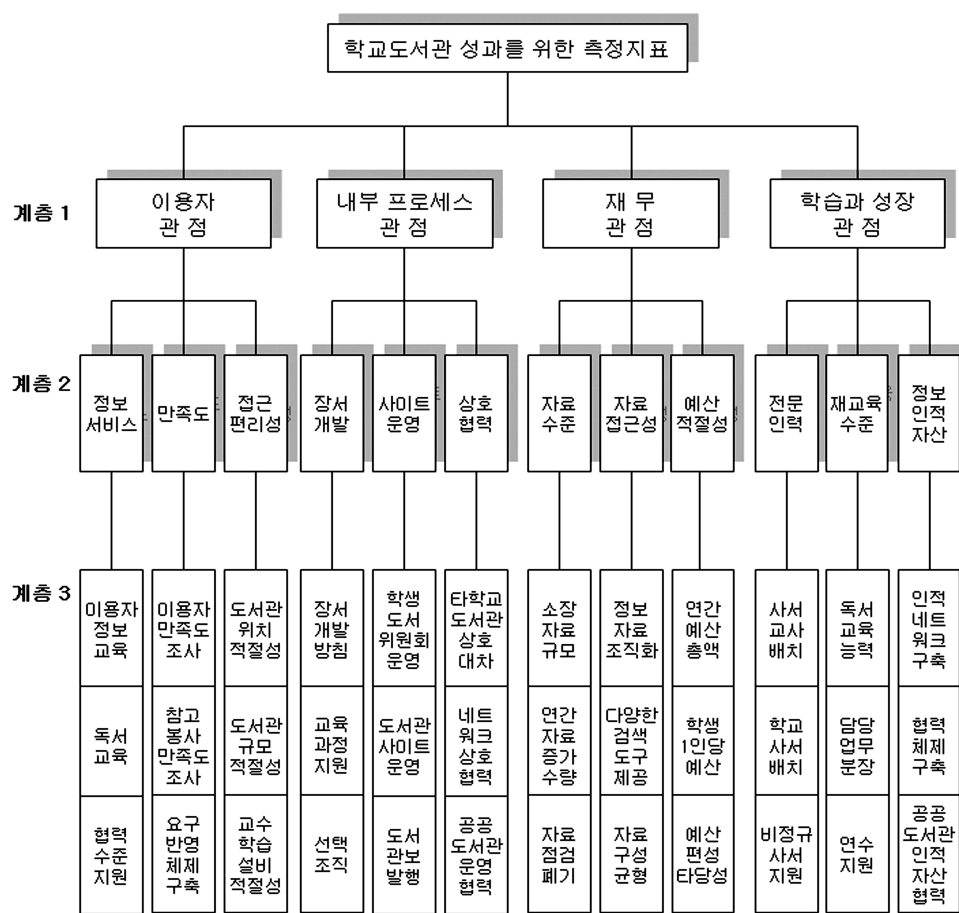 학교도서관 성과를 위한 측정지표
계층 1
이용자
관 점
내부 프로세스
관 점
재 무
관 점
학습과 성장
관 점
계층 2
정보
서비스
만족도
접근
편리성
장서
개발
사이트
운영
상호
협력
자료
수준
자료
접근성
예산
적절성
전문
인력
재교육
수준
정보
인적
자산
계층 3
이용자
정보
교육
이용자
만족도
조사
도서관
위치
적절성
장서
개발
방침
학생
도서
위원회
운영
타학교
도서관
상호
대차
소장
자료
규모
정보
자료
조직화
연간
예산
총액
사서
교사
배치
독서
교육
능력
인적
네트
워크
구축
독서
교육
참고
봉사
만족도
조사
도서관
규모
적절성
교육
과정
지원
도서관
사이트
운영
네트
워크
상호
협력
연간
자료
증가
수량
다양한
검색
도구
제공
학생
1인당
예산
학교
사서
배치
담당
업무
분장
협력
체제
구축
협력
수준
지원
요구
반영
체제
구축
교수
학습
설비
적절성
선택
조직
도서
관보
발행
공공
도서관
운영
협력
자료
점검
폐기
자료
구성
균형
예산
편성
타당성
비정규
사서
지원
연수
지원
공공
도서관
인적
자산
협력